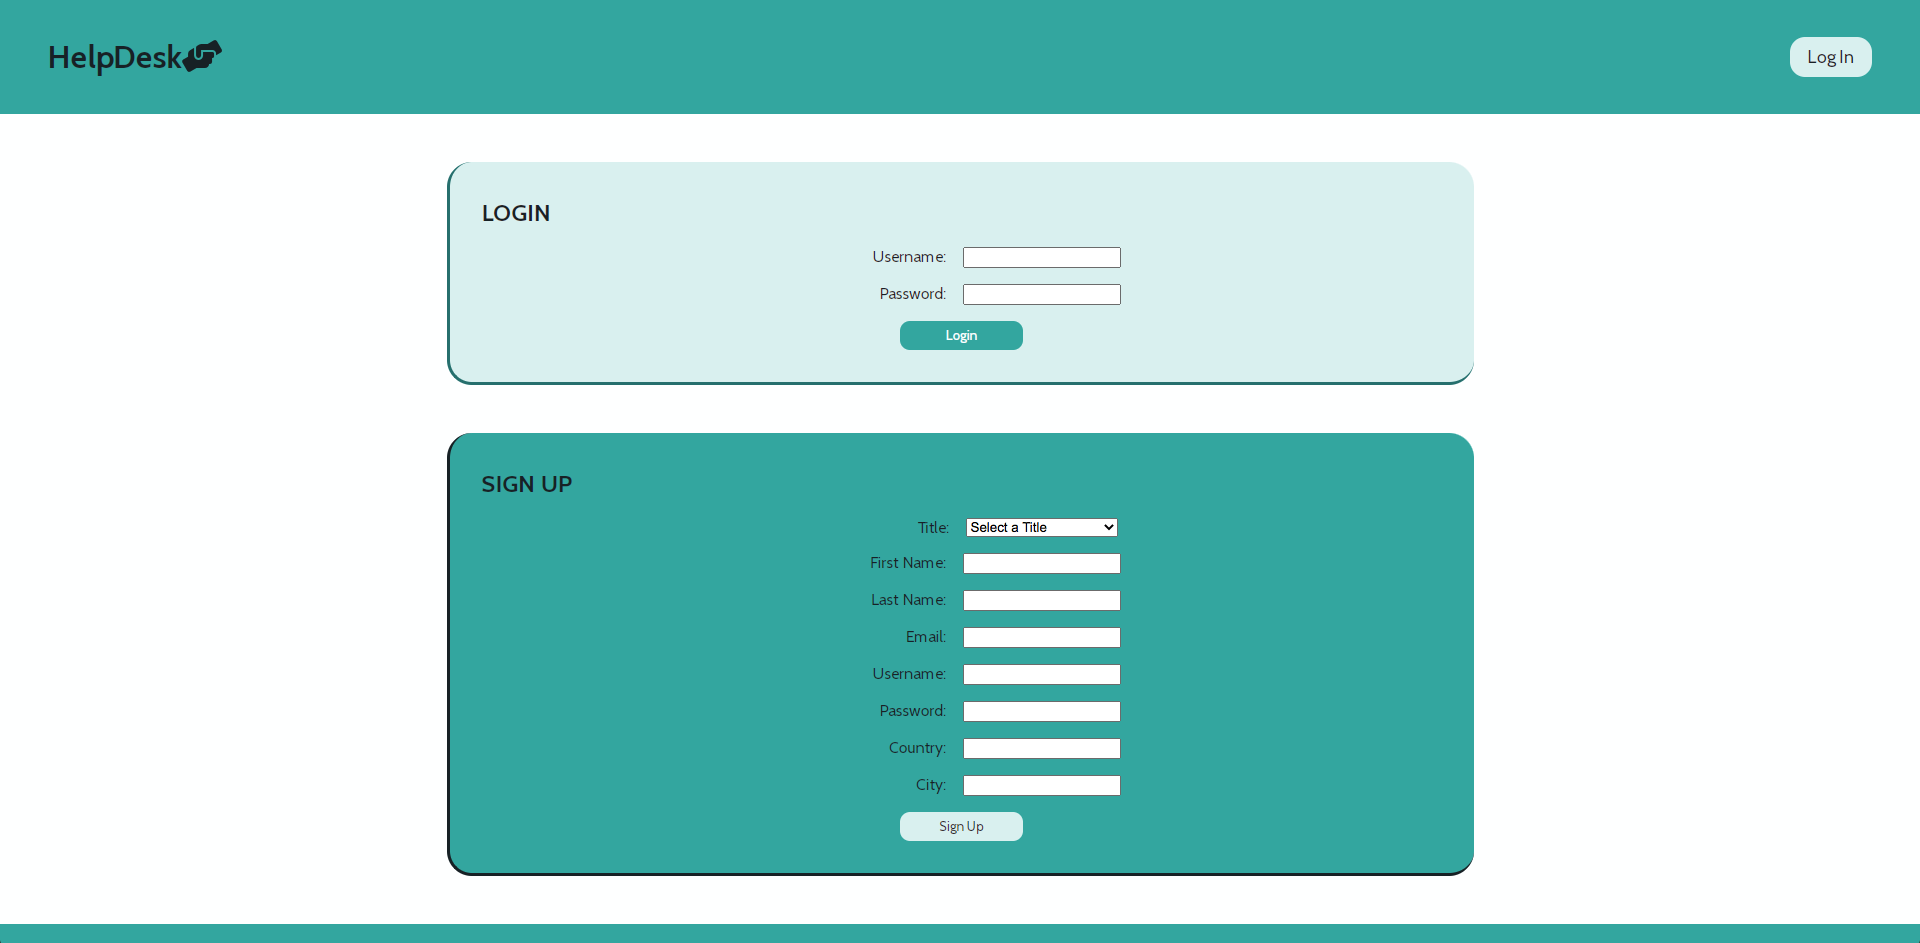 HelpDesk
Log In
LOGIN
Username:
Password:
Login
SIGN UP
Title: Select a Title
First Name:
Last Name:
Email:
Username:
Password:
Country:
City:
Sign Up